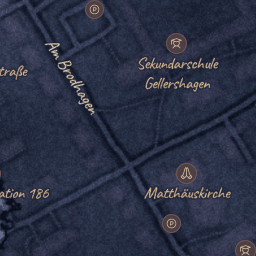 P
Am Brodhagen
Sekundarschule
Gellershagen
traße
ation 186
Matthäuskirche
P